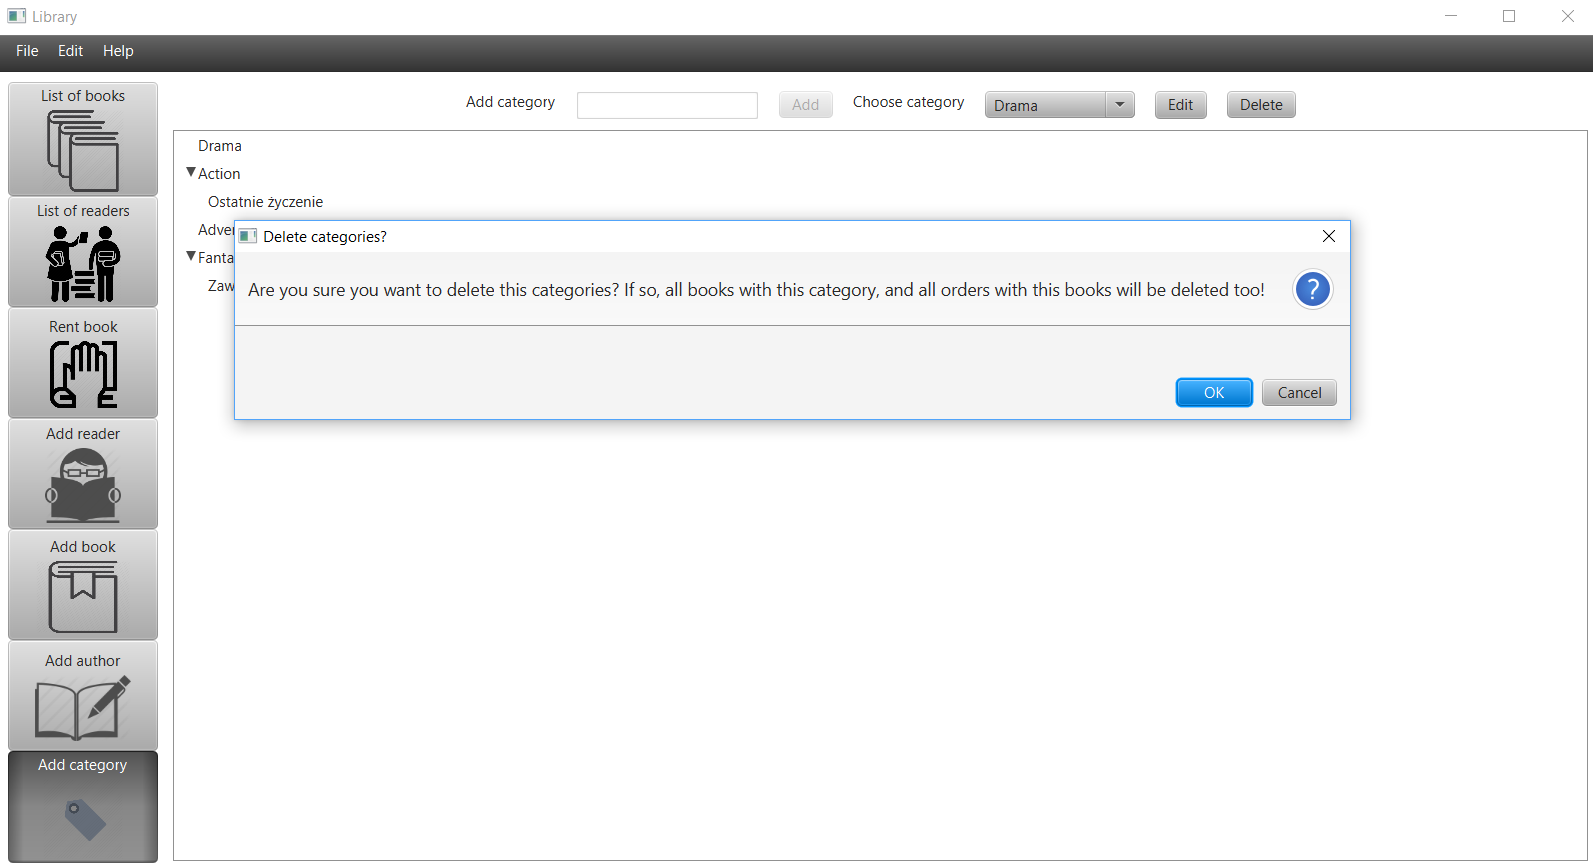 Library
File Edit Help
List of books
List of readers
Rent book
Add reader
Add book
Add author
Add category
Add category Add Choose category Drama Edit Delete
Drama
Action
Ostatnie życzenie
Adver
Fanta
Zaw
Delete categories?
Are you sure you want to delete this categories? If so, all books with this category, and all orders with this books will be deleted too!
?
OK Cancel